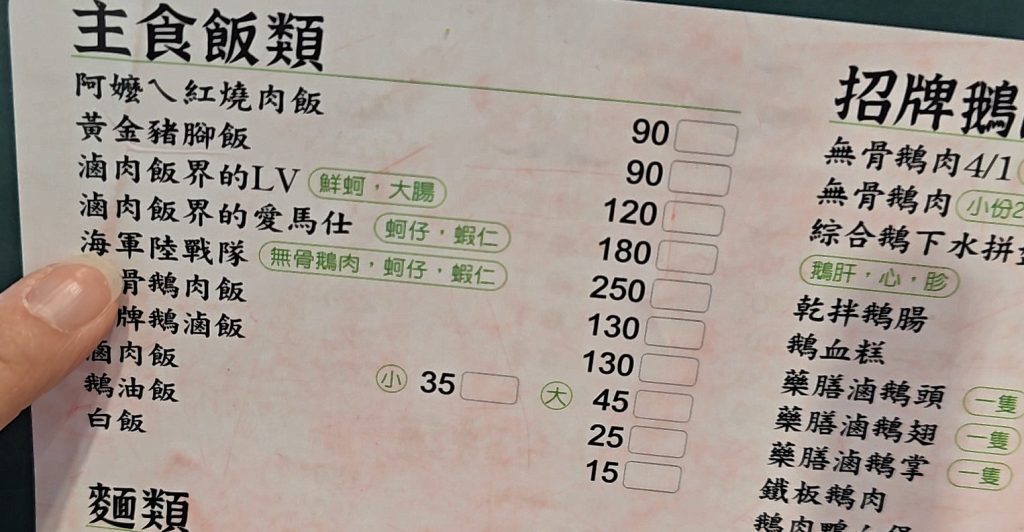 主食飯類
阿嬤ㄟ紅燒肉飯 90
黃金豬腳飯 90
滷肉飯界的LV 鮮蚵，大腸 120
滷肉飯界的愛馬仕 蚵仔，蝦仁 180
海軍陸戰隊 無骨鵝肉，蚵仔，蝦仁 250
骨鵝肉飯 130
牌鵝滷飯 130
滷肉飯 小 35 大 45
鵝油飯 25
白飯 15
麵類
招牌鵝
無骨鵝肉4/1
無骨鵝肉 小份2
綜合鵝下水拼
鵝肝，心，胗
乾拌鵝腸
鵝血糕
藥膳滷鵝頭 一隻
藥膳滷鵝翅 一隻
藥膳滷鵝掌 一隻
鐵板鵝肉
鵝肉